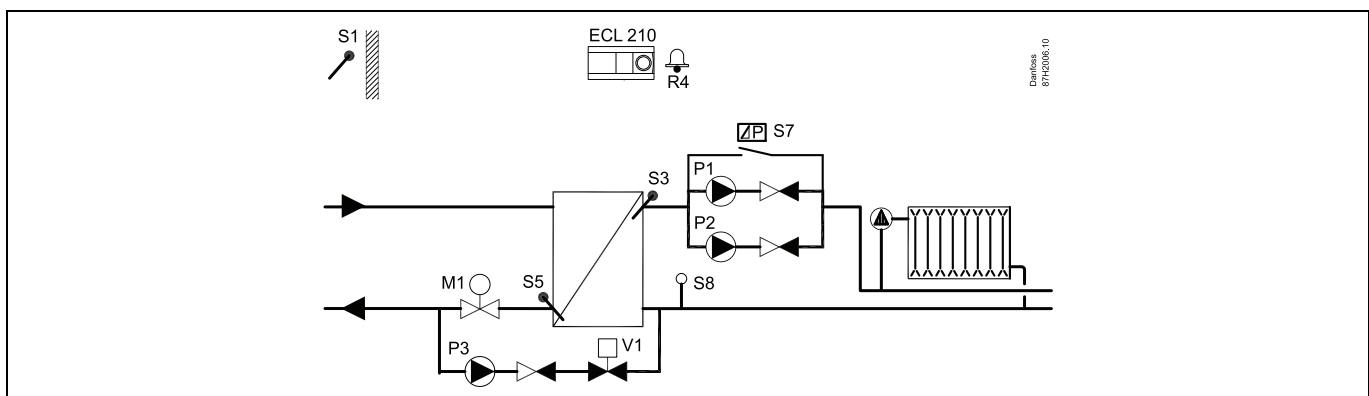 S1
ECL 210
R4
Danfoss
87H2006.10
P S7
P1
S3
P2
M1
S5
S8
P3
V1